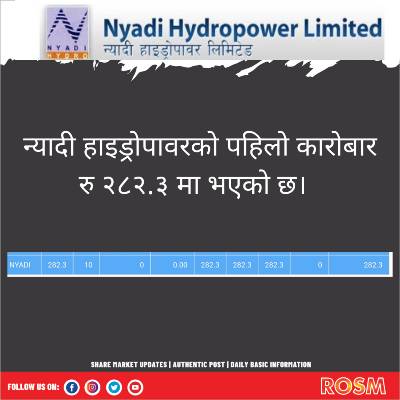 Nyadi Hydropower Limited
न्यादी हाइड्रोपावर लिमिटेड
NYADI
HYDRO
न्यादी हाइड्रोपावरको पहिलो कारोबार
रु २८२.३ मा भएको छ।
NYADI 282.3 10 0 0.00 282.3 282.3 282.3 0 282.3
SHARE MARKET UPDATES | AUTHENTIC POST | DAILY BASIC INFORMATION
FOLLOW US ON: ROSM